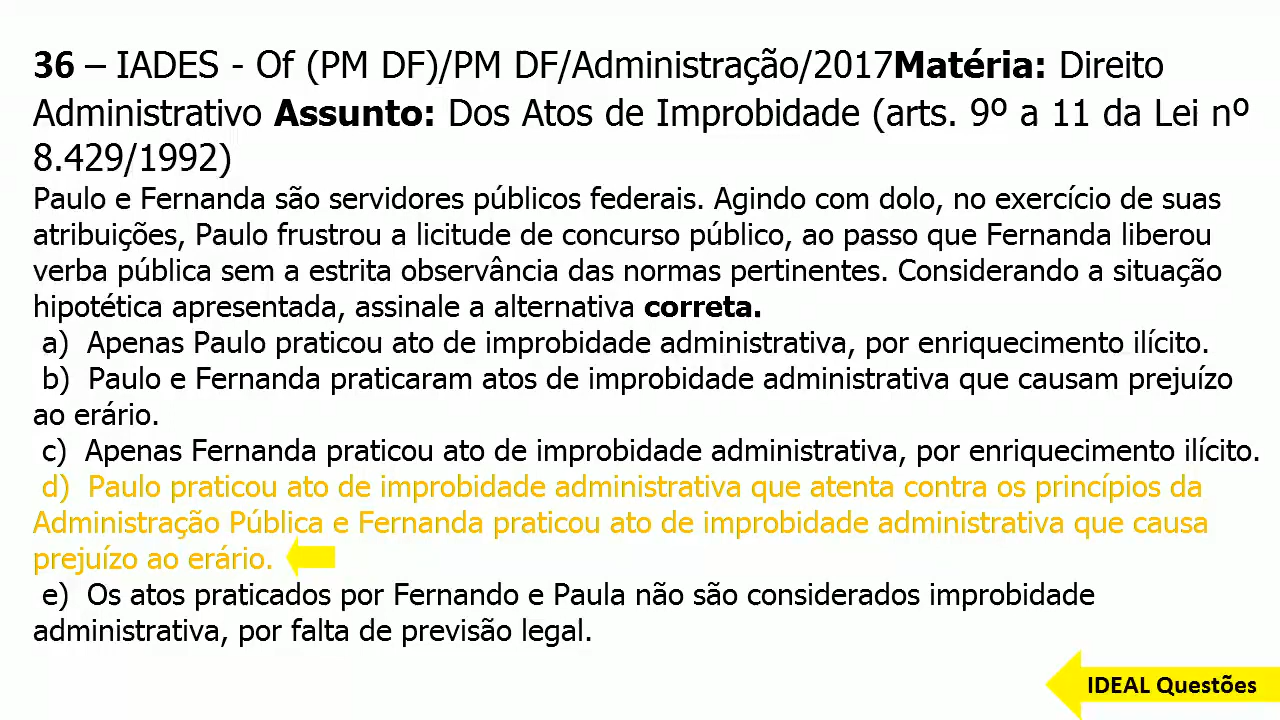 36 – IADES - Of (PM DF)/PM DF/Administração/2017Matéria: Direito
Administrativo Assunto: Dos Atos de Improbidade (arts. 9º a 11 da Lei nº
8.429/1992)
Paulo e Fernanda são servidores públicos federais. Agindo com dolo, no exercício de suas
atribuições, Paulo frustrou a licitude de concurso público, ao passo que Fernanda liberou
verba pública sem a estrita observância das normas pertinentes. Considerando a situação
hipotética apresentada, assinale a alternativa correta.
a) Apenas Paulo praticou ato de improbidade administrativa, por enriquecimento ilícito.
b) Paulo e Fernanda praticaram atos de improbidade administrativa que causam prejuízo
ao erário.
c) Apenas Fernanda praticou ato de improbidade administrativa, por enriquecimento ilícito.
d) Paulo praticou ato de improbidade administrativa que atenta contra os princípios da
Administração Pública e Fernanda praticou ato de improbidade administrativa que causa
prejuízo ao erário.
e) Os atos praticados por Fernando e Paula não são considerados improbidade
administrativa, por falta de previsão legal.
IDEAL Questões